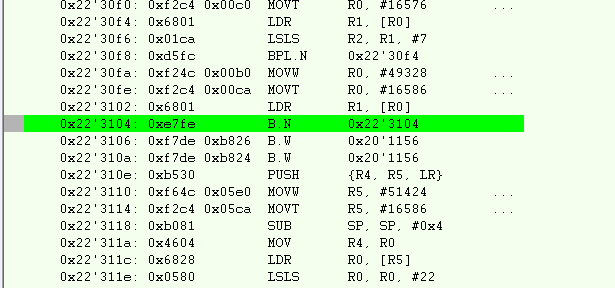 0x22'30f0: 0xf2c4 0x00c0 MOVT R0, #16576 ...
0x22'30f4: 0x6801 LDR R1, [R0]
0x22'30f6: 0x01ca LSLS R2, R1, #7
0x22'30f8: 0xd5fc BPL.N 0x22'30f4
0x22'30fa: 0xf24c 0x00b0 MOVW R0, #49328 ...
0x22'30fe: 0xf2c4 0x00ca MOVT R0, #16586 ...
0x22'3102: 0x6801 LDR R1, [R0]
0x22'3104: 0xe7fe B.N 0x22'3104
0x22'3106: 0xf7de 0xb826 B.W 0x20'1156
0x22'310a: 0xf7de 0xb824 B.W 0x20'1156
0x22'310e: 0xb530 PUSH {R4, R5, LR}
0x22'3110: 0xf64c 0x05e0 MOVW R5, #51424 ...
0x22'3114: 0xf2c4 0x05ca MOVT R5, #16586 ...
0x22'3118: 0xb081 SUB SP, SP, #0x4
0x22'311a: 0x4604 MOV R4, R0
0x22'311c: 0x6828 LDR R0, [R5]
0x22'311e: 0x0580 LSLS R0, R0, #22